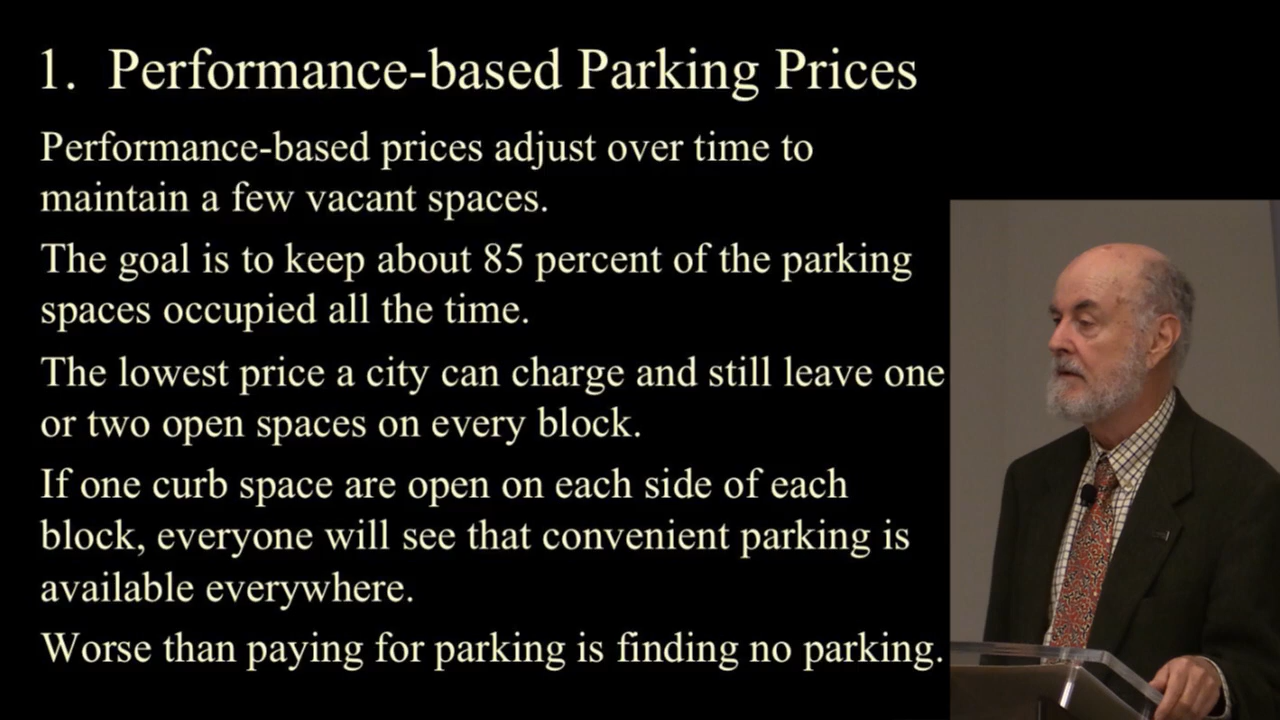 1. Performance-based Parking Prices
Performance-based prices adjust over time to
maintain a few vacant spaces.
The goal is to keep about 85 percent of the parking
spaces occupied all the time.
The lowest price a city can charge and still leave one
or two open spaces on every block.
If one curb space are open on each side of each
block, everyone will see that convenient parking is
available everywhere.
Worse than paying for parking is finding no parking.